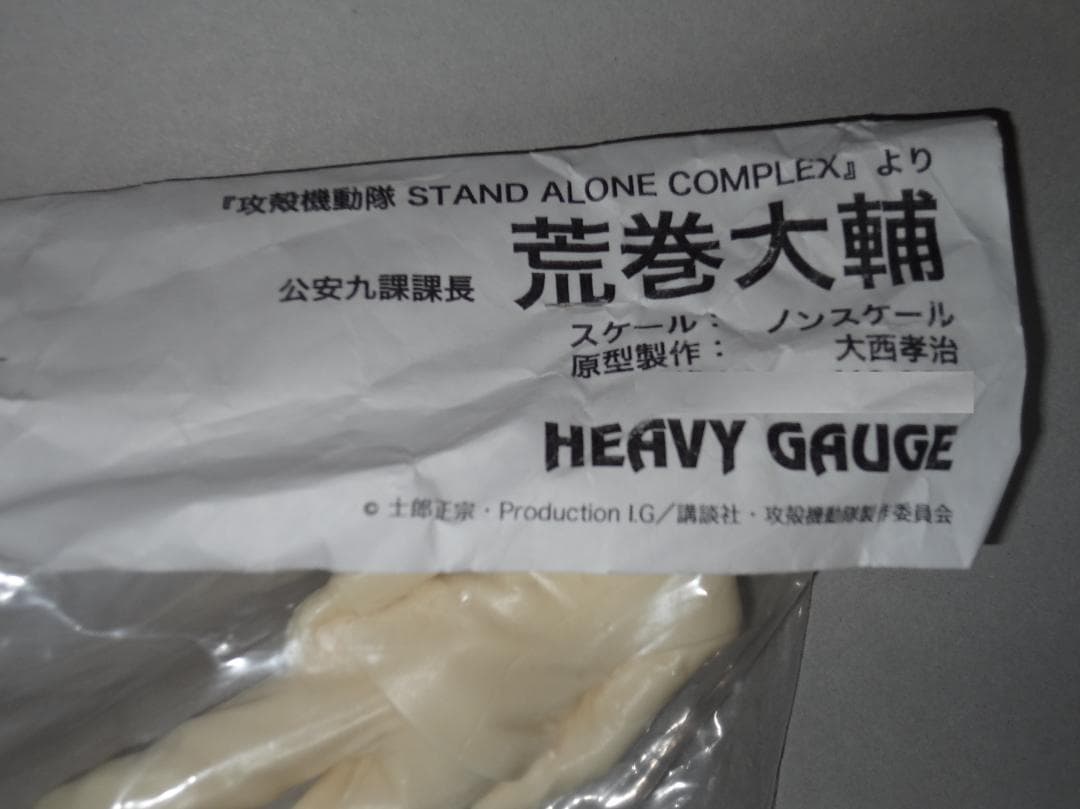 『攻殻機動隊 STAND ALONE COMPLEX』より
公安九課課長 荒巻大輔
スケール： ノンスケール
原型製作： 大西孝治
HEAVY GAUGE
© 士郎正宗・Production I.G／講談社・攻殻機動隊製作委員会